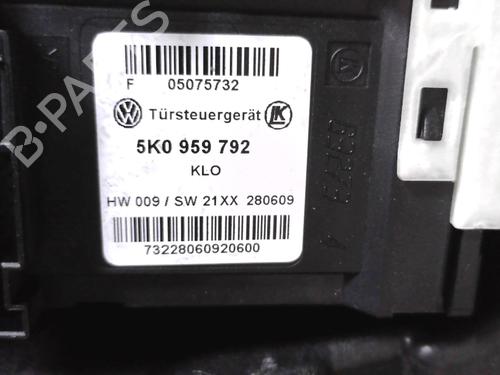 F 05075732
Türsteuergerät
5K0 959 792
KLO
HW 009 / SW 21XX 280609
73228060920600
B-PARTS